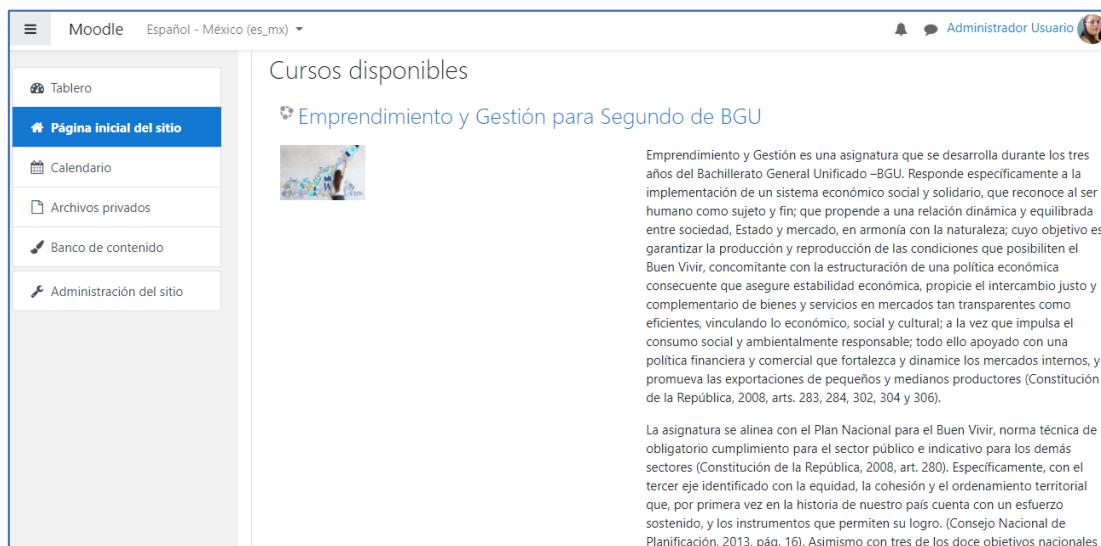 Moodle Español - México (es_mx) Administrador Usuario
Tablero
Página inicial del sitio
Calendario
Archivos privados
Banco de contenido
Administración del sitio
Cursos disponibles
Emprendimiento y Gestión para Segundo de BGU
Emprendimiento y Gestión es una asignatura que se desarrolla durante los tres
años del Bachillerato General Unificado –BGU. Responde específicamente a la
implementación de un sistema económico social y solidario, que reconoce al ser
humano como sujeto y fin; que propende a una relación dinámica y equilibrada
entre sociedad, Estado y mercado, en armonía con la naturaleza; cuyo objetivo es
garantizar la producción y reproducción de las condiciones que posibiliten el
Buen Vivir, concomitante con la estructuración de una política económica
consecuente que asegure estabilidad económica, propicie el intercambio justo y
complementario de bienes y servicios en mercados tan transparentes como
eficientes, vinculando lo económico, social y cultural; a la vez que impulsa el
consumo social y ambientalmente responsable; todo ello apoyado con una
política financiera y comercial que fortalezca y dinamice los mercados internos, y
promueva las exportaciones de pequeños y medianos productores (Constitución
de la República, 2008, arts. 283, 284, 302, 304 y 306).
La asignatura se alinea con el Plan Nacional para el Buen Vivir, norma técnica de
obligatorio cumplimiento para el sector público e indicativo para los demás
sectores (Constitución de la República, 2008, art. 280). Específicamente, con el
tercer eje identificado con la equidad, la cohesión y el ordenamiento territorial
que, por primera vez en la historia de nuestro país cuenta con un esfuerzo
sostenido, y los instrumentos que permiten su logro. (Consejo Nacional de
Planificación, 2013, pág. 16). Asimismo con tres de los doce objetivos nacionales